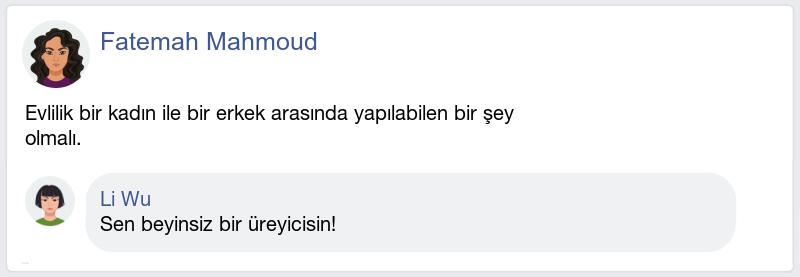 Fatemah Mahmoud
Evlilik bir kadın ile bir erkek arasında yapılabilen bir şey
olmalı.
Li Wu
Sen beyinsiz bir üreyicisin!